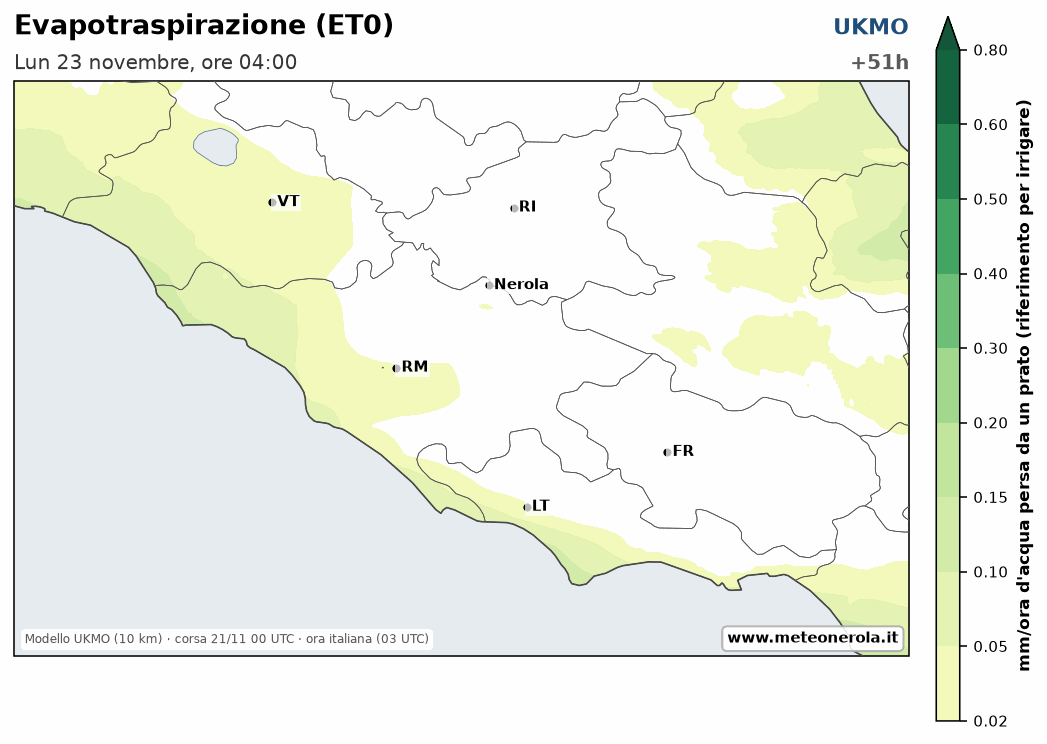 Evapotraspirazione (ET0)
UKMO
Lun 23 novembre, ore 04:00
+51h
VT
RI
Nerola
RM
FR
LT
Modello UKMO (10 km) · corsa 21/11 00 UTC · ora italiana (03 UTC)
www.meteonerola.it
0.80
0.60
0.50
0.40
0.30
0.20
0.15
0.10
0.05
0.02
mm/ora d'acqua persa da un prato (riferimento per irrigare)